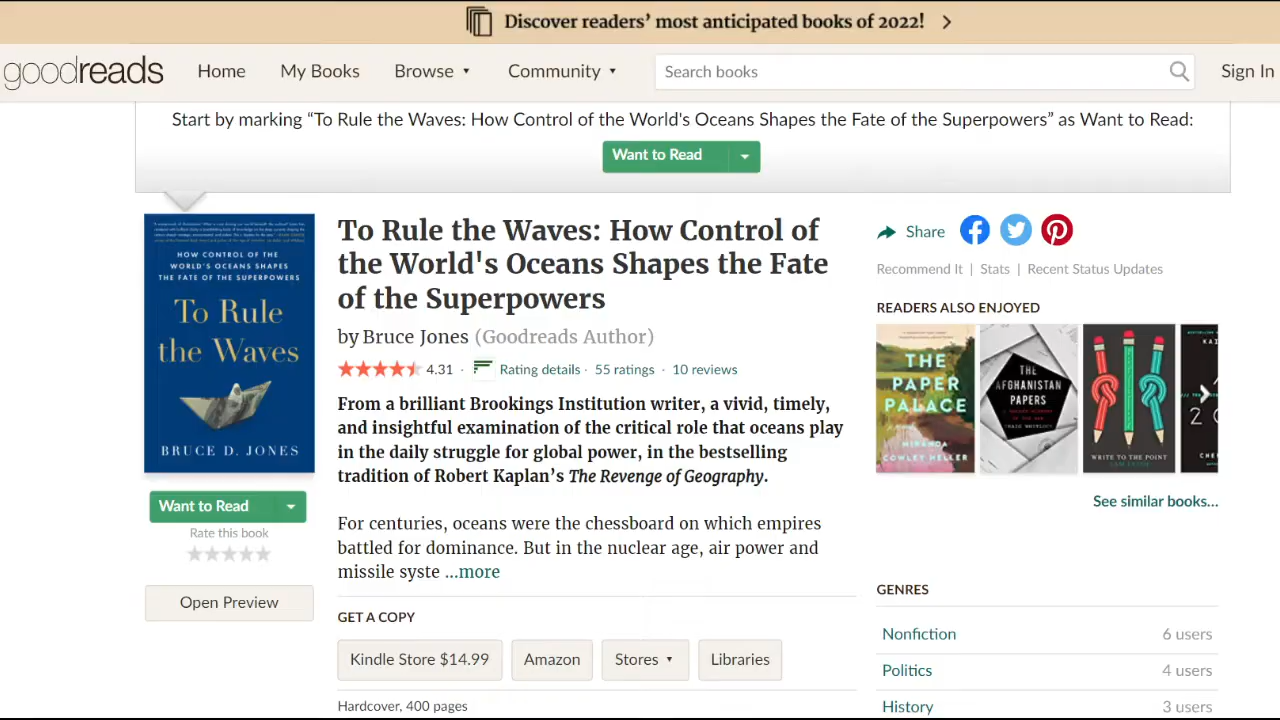 Discover readers’ most anticipated books of 2022!
goodreads Home My Books Browse Community Search books Sign In
Start by marking “To Rule the Waves: How Control of the World's Oceans Shapes the Fate of the Superpowers” as Want to Read:
Want to Read
HOW CONTROL OF THE
WORLD'S OCEANS SHAPES
THE FATE OF THE SUPERPOWERS
To Rule
the Waves
BRUCE D. JONES
Want to Read
Rate this book
Open Preview
To Rule the Waves: How Control of
the World's Oceans Shapes the Fate
of the Superpowers
by Bruce Jones (Goodreads Author)
4.31 · Rating details · 55 ratings · 10 reviews
From a brilliant Brookings Institution writer, a vivid, timely,
and insightful examination of the critical role that oceans play
in the daily struggle for global power, in the bestselling
tradition of Robert Kaplan’s The Revenge of Geography.
For centuries, oceans were the chessboard on which empires
battled for dominance. But in the nuclear age, air power and
missile syste ...more
GET A COPY
Kindle Store $14.99 Amazon Stores Libraries
Hardcover, 400 pages
Share
Recommend It | Stats | Recent Status Updates
READERS ALSO ENJOYED
THE
PAPER
PALACE
MIRANDA
COWLEY HELLER
THE
AFGHANISTAN
PAPERS
CRAIG WHITLOCK
WRITE TO THE POINT
KAI
2
CHE
See similar books…
GENRES
Nonfiction 6 users
Politics 4 users
History 3 users